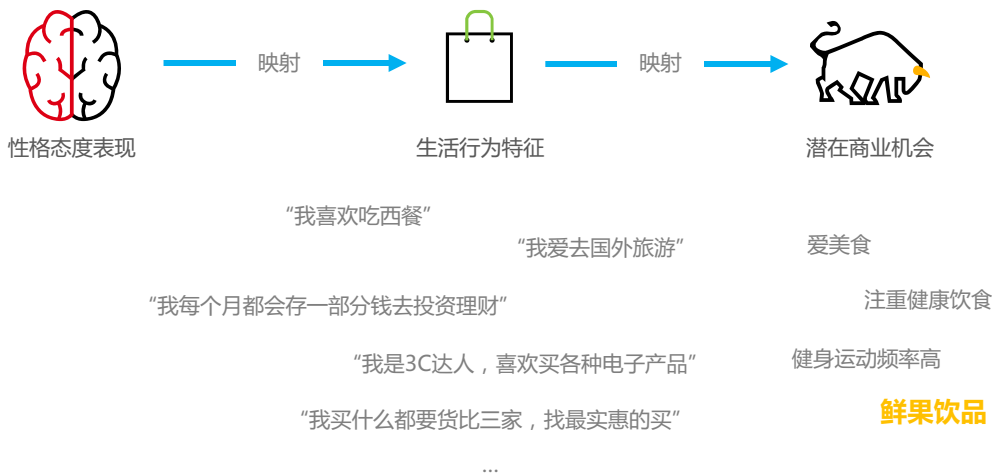 映射
映射
性格态度表现
生活行为特征
潜在商业机会
“我喜欢吃西餐”
“我爱去国外旅游”
爱美食
“我每个月都会存一部分钱去投资理财”
注重健康饮食
“我是3C达人，喜欢买各种电子产品”
健身运动频率高
“我买什么都要货比三家，找最实惠的买”
鲜果饮品
...